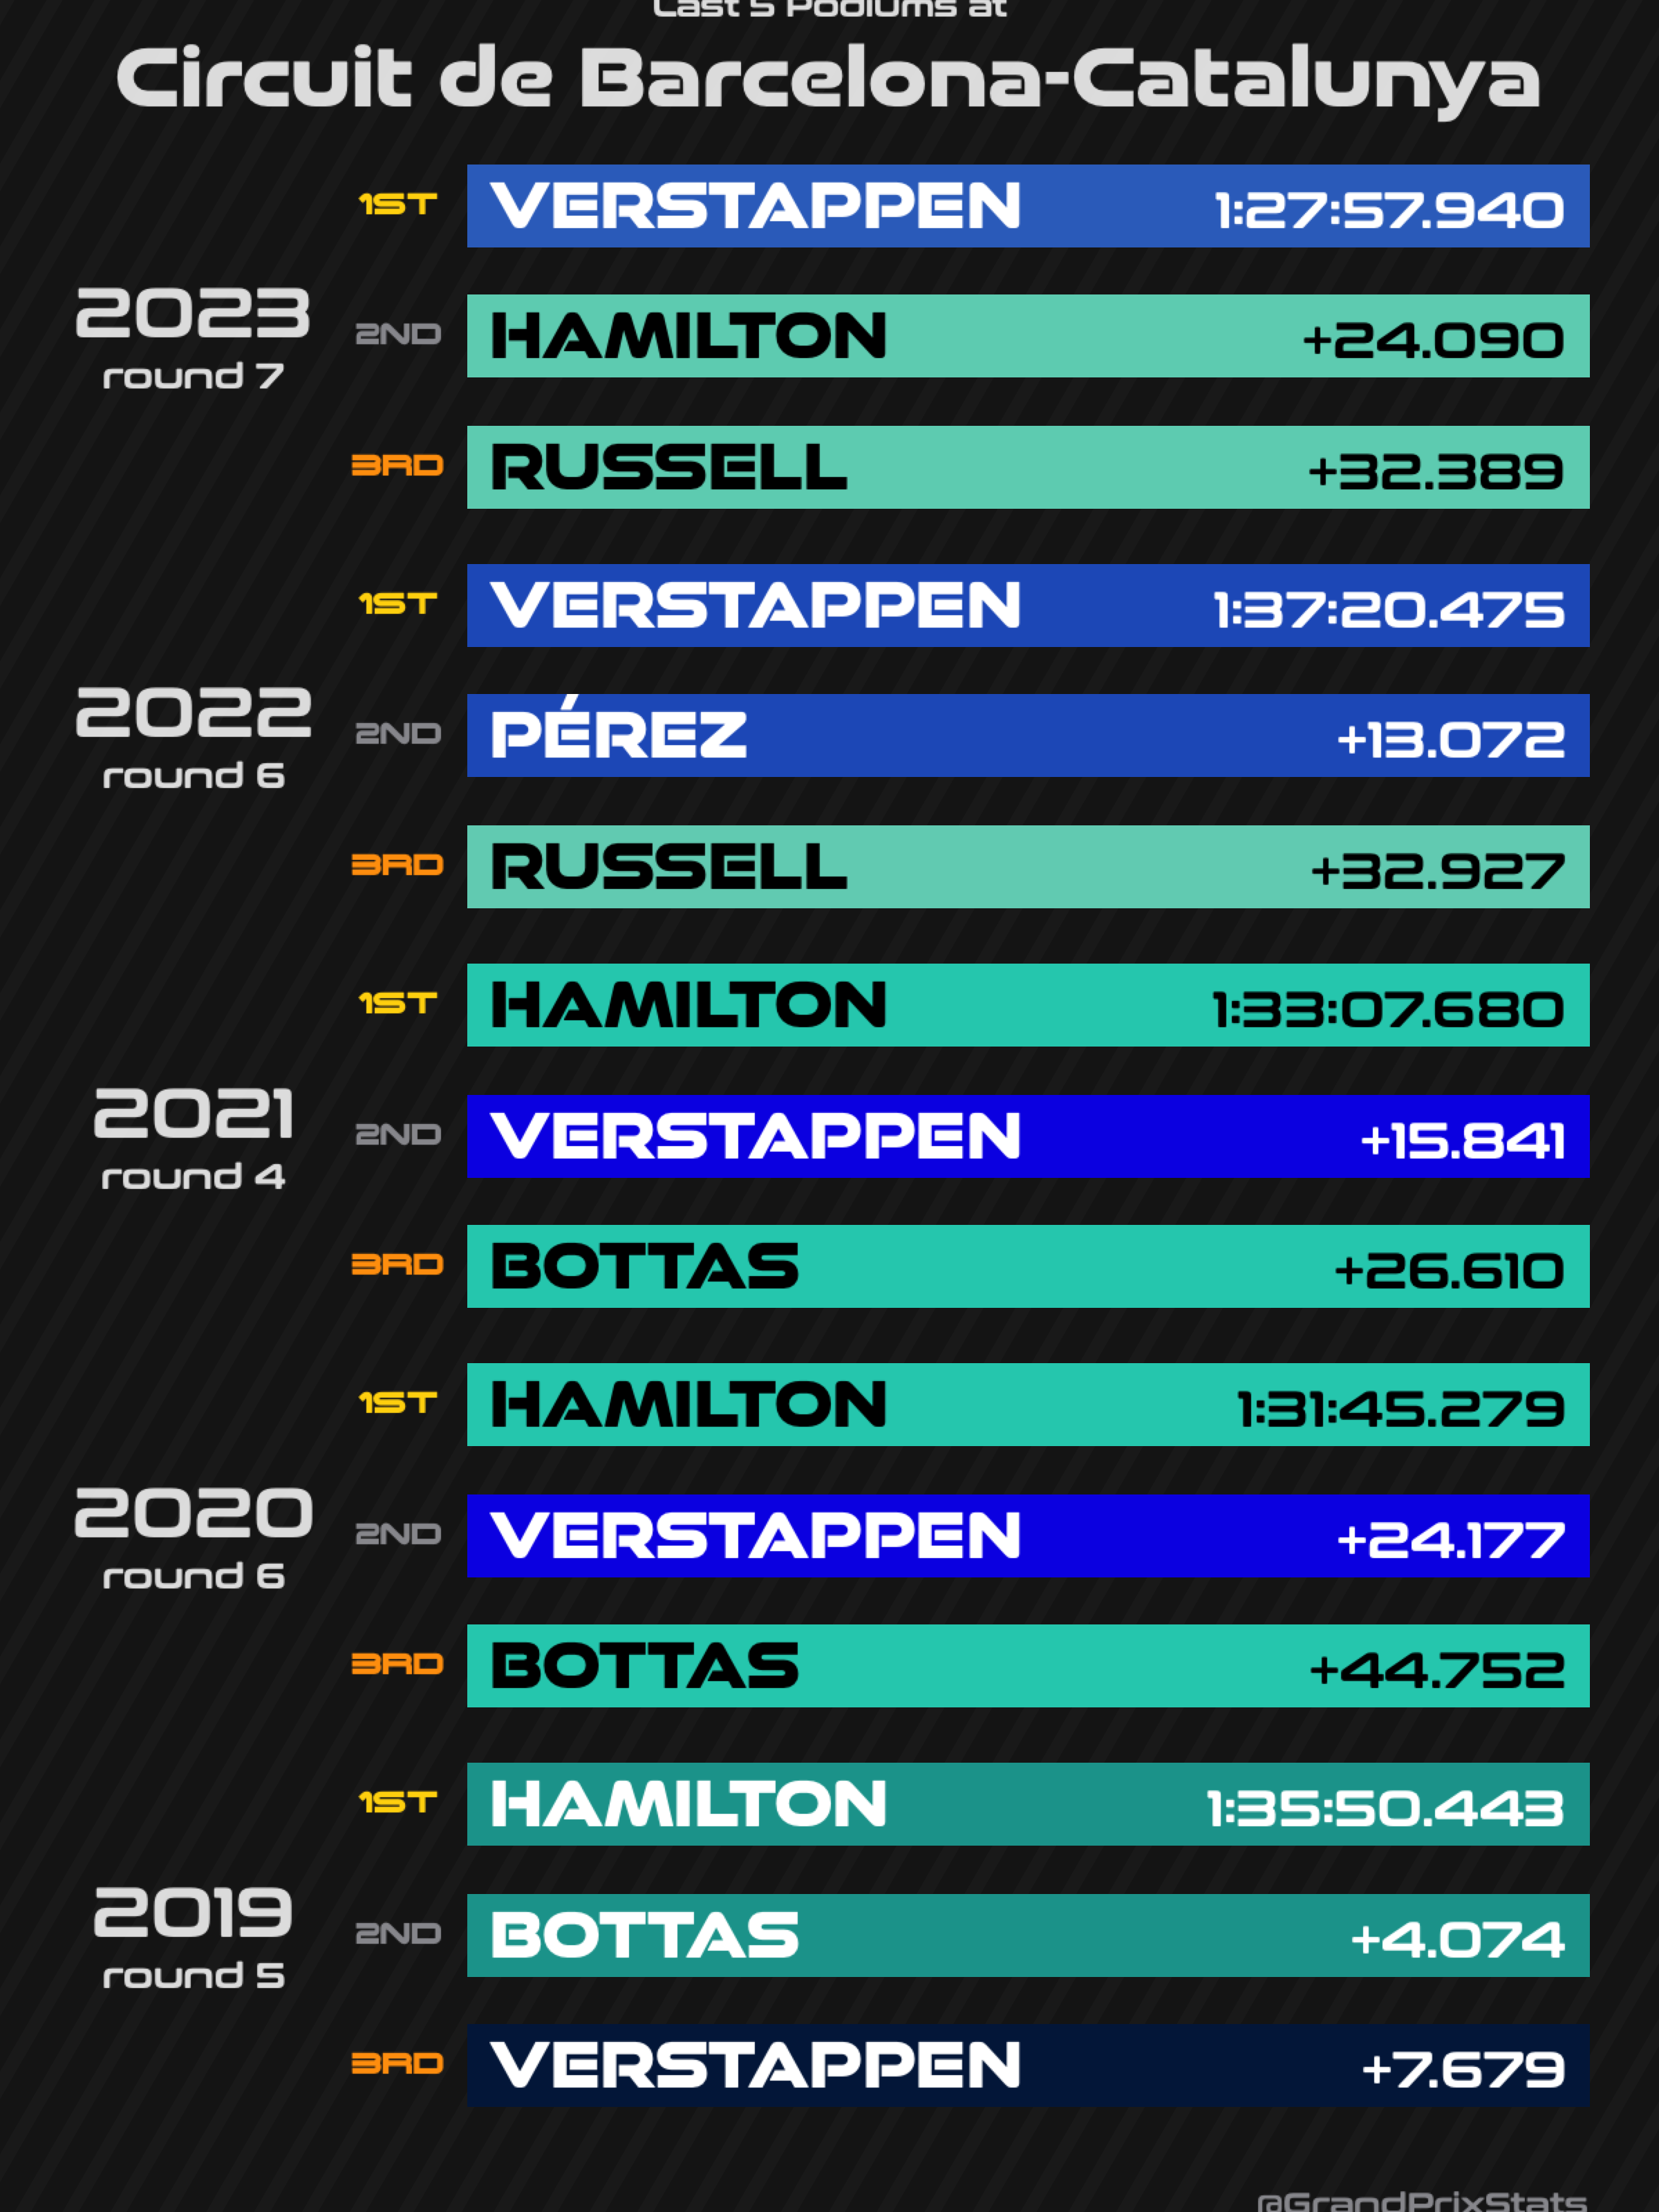 Last 5 Podiums at
Circuit de Barcelona-Catalunya
1ST VERSTAPPEN 1:27:57.940
2023
round 7
2ND HAMILTON +24.090
3RD RUSSELL +32.389
1ST VERSTAPPEN 1:37:20.475
2022
round 6
2ND PÉREZ +13.072
3RD RUSSELL +32.927
1ST HAMILTON 1:33:07.680
2021
round 4
2ND VERSTAPPEN +15.841
3RD BOTTAS +26.610
1ST HAMILTON 1:31:45.279
2020
round 6
2ND VERSTAPPEN +24.177
3RD BOTTAS +44.752
1ST HAMILTON 1:35:50.443
2019
round 5
2ND BOTTAS +4.074
3RD VERSTAPPEN +7.679
@GrandPrixStats